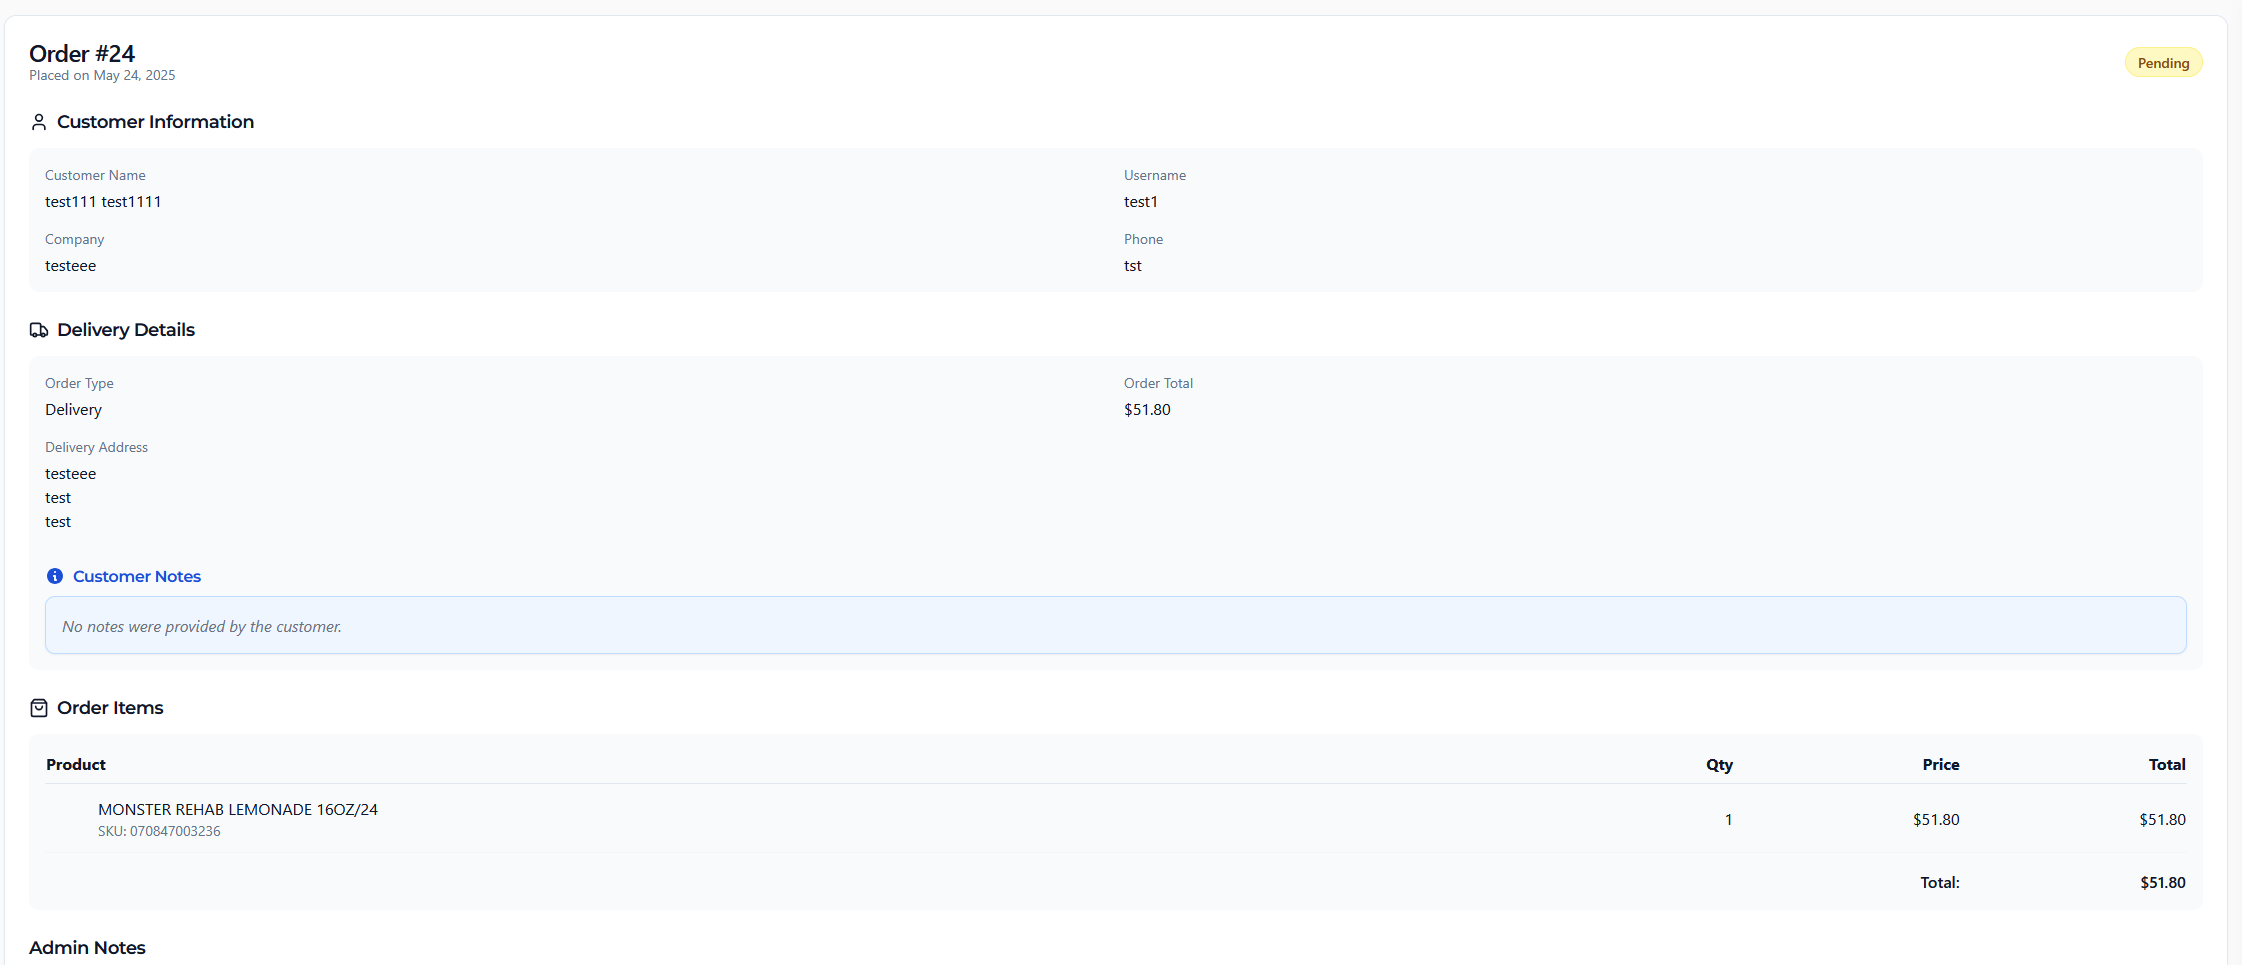 Order #24
Placed on May 24, 2025
Pending
Customer Information
Customer Name
test111 test1111
Username
test1
Company
testeee
Phone
tst
Delivery Details
Order Type
Delivery
Order Total
$51.80
Delivery Address
testeee
test
test
Customer Notes
No notes were provided by the customer.
Order Items
Product Qty Price Total
MONSTER REHAB LEMONADE 16OZ/24
SKU: 070847003236
1 $51.80 $51.80
Total: $51.80
Admin Notes